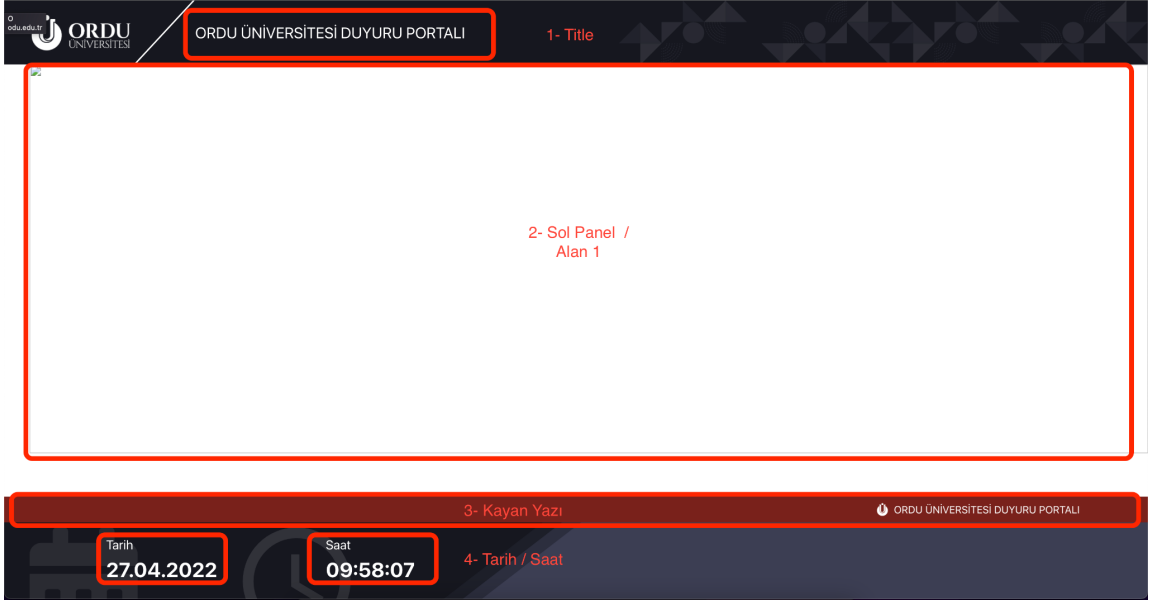 O
odu.edu.tr
ORDU
ÜNİVERSİTESİ
ORDU ÜNİVERSİTESİ DUYURU PORTALI
1- Title
2- Sol Panel /
Alan 1
3- Kayan Yazı
ORDU ÜNİVERSİTESİ DUYURU PORTALI
Tarih
27.04.2022
Saat
09:58:07
4- Tarih / Saat